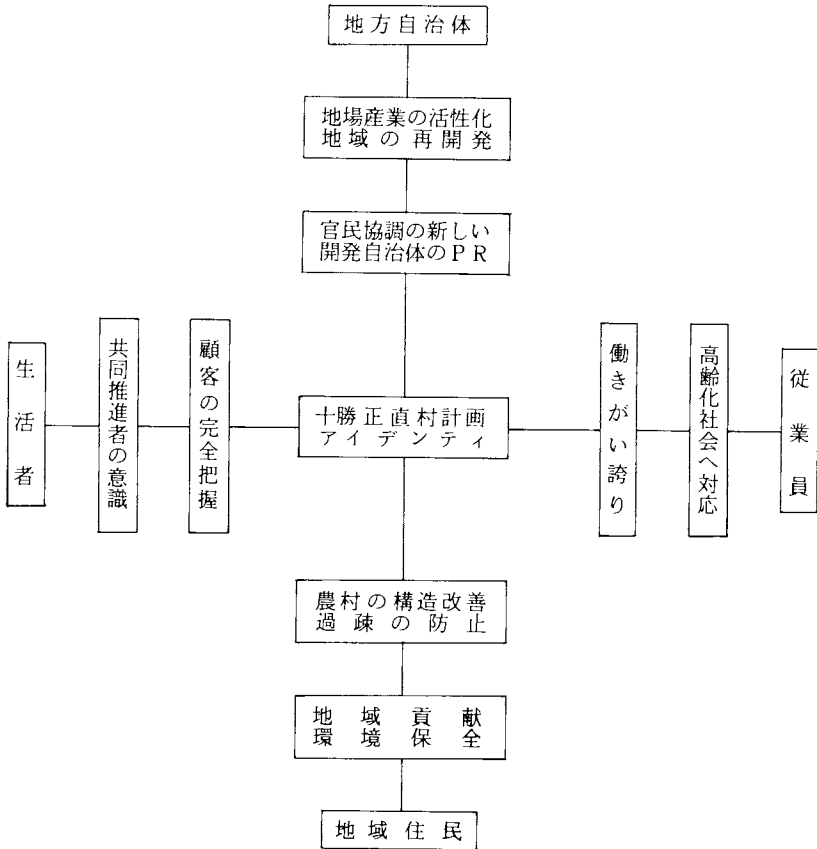 地方自治体
地場産業の活性化
地域の再開発
官民協調の新しい
開発自治体のPR
生活者
共同推進者の意識
顧客の完全把握
十勝正直村計画
アイデンティ
働きがい誇り
高齢化社会へ対応
従業員
農村の構造改善
過疎の防止
地域貢献
環境保全
地域住民